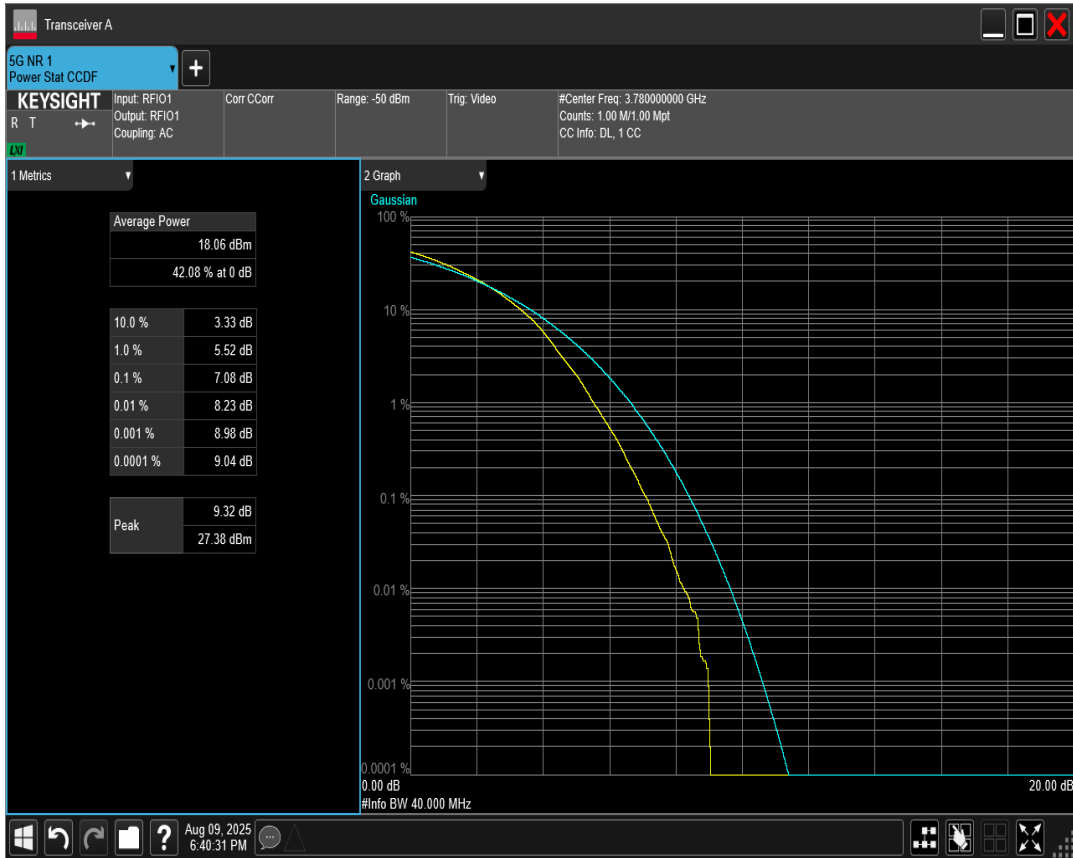 Transceiver A
5G NR 1
Power Stat CCDF
+
KEYSIGHT
R T
LXI
Input: RFIO1
Output: RFIO1
Coupling: AC
Corr CCorr
Range: -50 dBm
Trig: Video
#Center Freq: 3.780000000 GHz
Counts: 1.00 M/1.00 Mpt
CC Info: DL, 1 CC
1 Metrics
Average Power
18.06 dBm
42.08 % at 0 dB
10.0 % 3.33 dB
1.0 % 5.52 dB
0.1 % 7.08 dB
0.01 % 8.23 dB
0.001 % 8.98 dB
0.0001 % 9.04 dB
Peak 9.32 dB
27.38 dBm
2 Graph
Gaussian
100 %
10 %
1 %
0.1 %
0.01 %
0.001 %
0.0001 %
0.00 dB 20.00 dB
#Info BW 40.000 MHz
?
Aug 09, 2025
6:40:31 PM